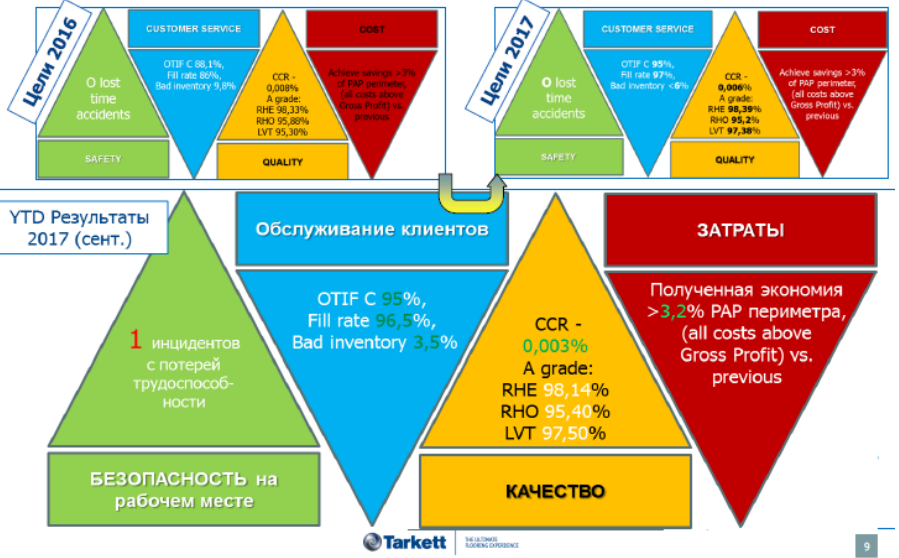 Цели 2016
O lost
time
accidents
SAFETY
CUSTOMER SERVICE
OTIF C 88,1%,
Fill rate 86%,
Bad inventory 9,8%
CCR -
0,008%
A grade:
RHE 98,33%
RHO 95,88%
LVT 95,30%
QUALITY
COST
Achieve savings >3%
of PAP perimeter,
(all costs above
Gross Profit) vs.
previous
Цели 2017
O lost
time
accidents
SAFETY
CUSTOMER SERVICE
OTIF C 95%,
Fill rate 97%,
Bad inventory <6%
CCR -
0,006%
A grade:
RHE 98,39%
RHO 95,2%
LVT 97,38%
QUALITY
COST
Achieve savings >3%
of PAP perimeter,
(all costs above
Gross Profit) vs.
previous
YTD Результаты
2017 (сент.)
1 инцидентов
с потерей
трудоспособ-
ности
БЕЗОПАСНОСТЬ на
рабочем месте
Обслуживание клиентов
OTIF C 95%,
Fill rate 96,5%,
Bad inventory 3,5%
CCR -
0,003%
A grade:
RHE 98,14%
RHO 95,40%
LVT 97,50%
КАЧЕСТВО
ЗАТРАТЫ
Полученная экономия
>3,2% PAP периметра,
(all costs above
Gross Profit) vs.
previous
Tarkett
THE ULTIMATE
FLOORING EXPERIENCE
9